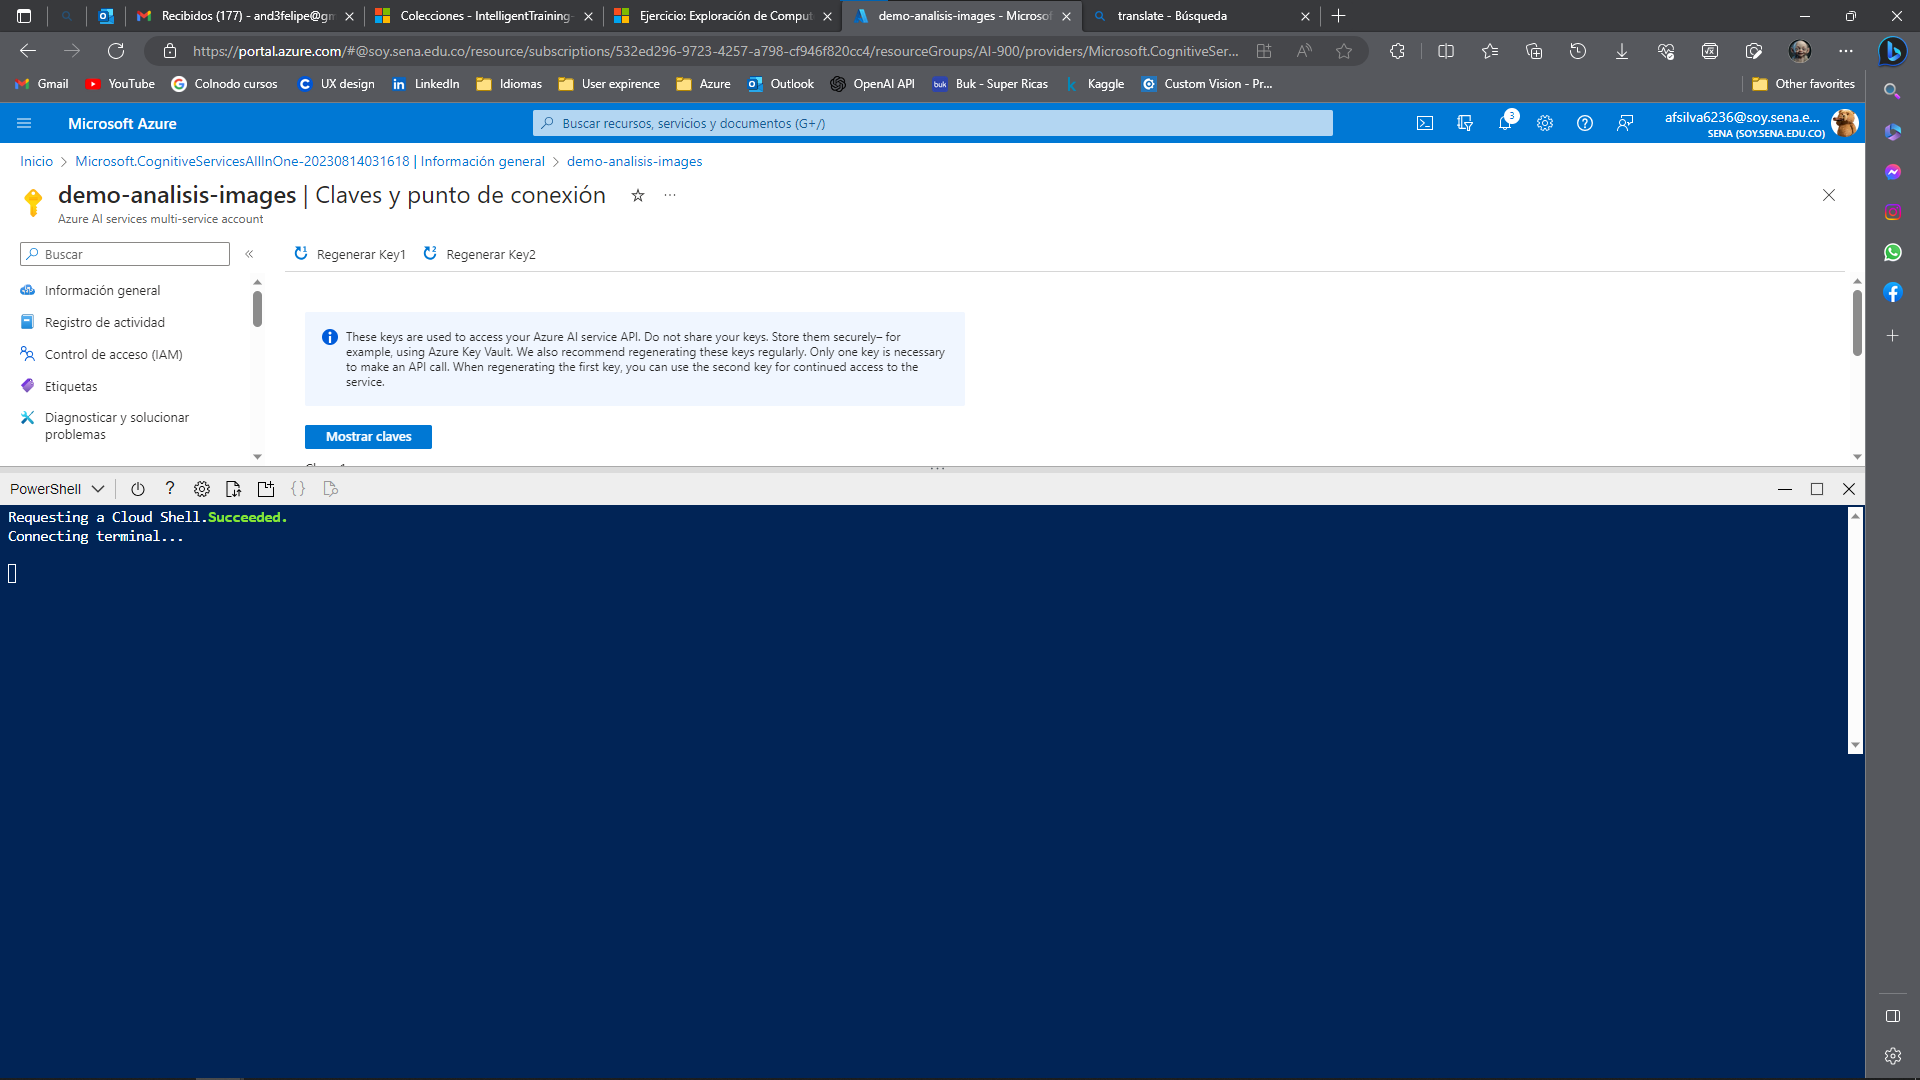 Recibidos (177) - and3felipe@gm
Colecciones - IntelligentTraining-
Ejercicio: Exploración de Comput
demo-analisis-images - Microsof
translate - Búsqueda
https://portal.azure.com/#@soy.sena.edu.co/resource/subscriptions/532ed296-9723-4257-a798-cf946f820cc4/resourceGroups/AI-900/providers/Microsoft.CognitiveSer...
Gmail
YouTube
Colnodo cursos
UX design
LinkedIn
Idiomas
User expirence
Azure
Outlook
OpenAI API
Buk - Super Ricas
Kaggle
Custom Vision - Pr...
Other favorites
Microsoft Azure
Buscar recursos, servicios y documentos (G+/)
3
afsilva6236@soy.sena.e...
SENA (SOY.SENA.EDU.CO)
Inicio > Microsoft.CognitiveServicesAllInOne-20230814031618 | Información general > demo-analisis-images
demo-analisis-images | Claves y punto de conexión
Azure AI services multi-service account
Buscar
Regenerar Key1
Regenerar Key2
Información general
Registro de actividad
Control de acceso (IAM)
Etiquetas
Diagnosticar y solucionar
problemas
These keys are used to access your Azure AI service API. Do not share your keys. Store them securely– for
example, using Azure Key Vault. We also recommend regenerating these keys regularly. Only one key is necessary
to make an API call. When regenerating the first key, you can use the second key for continued access to the
service.
Mostrar claves
PowerShell
Requesting a Cloud Shell.Succeeded.
Connecting terminal...